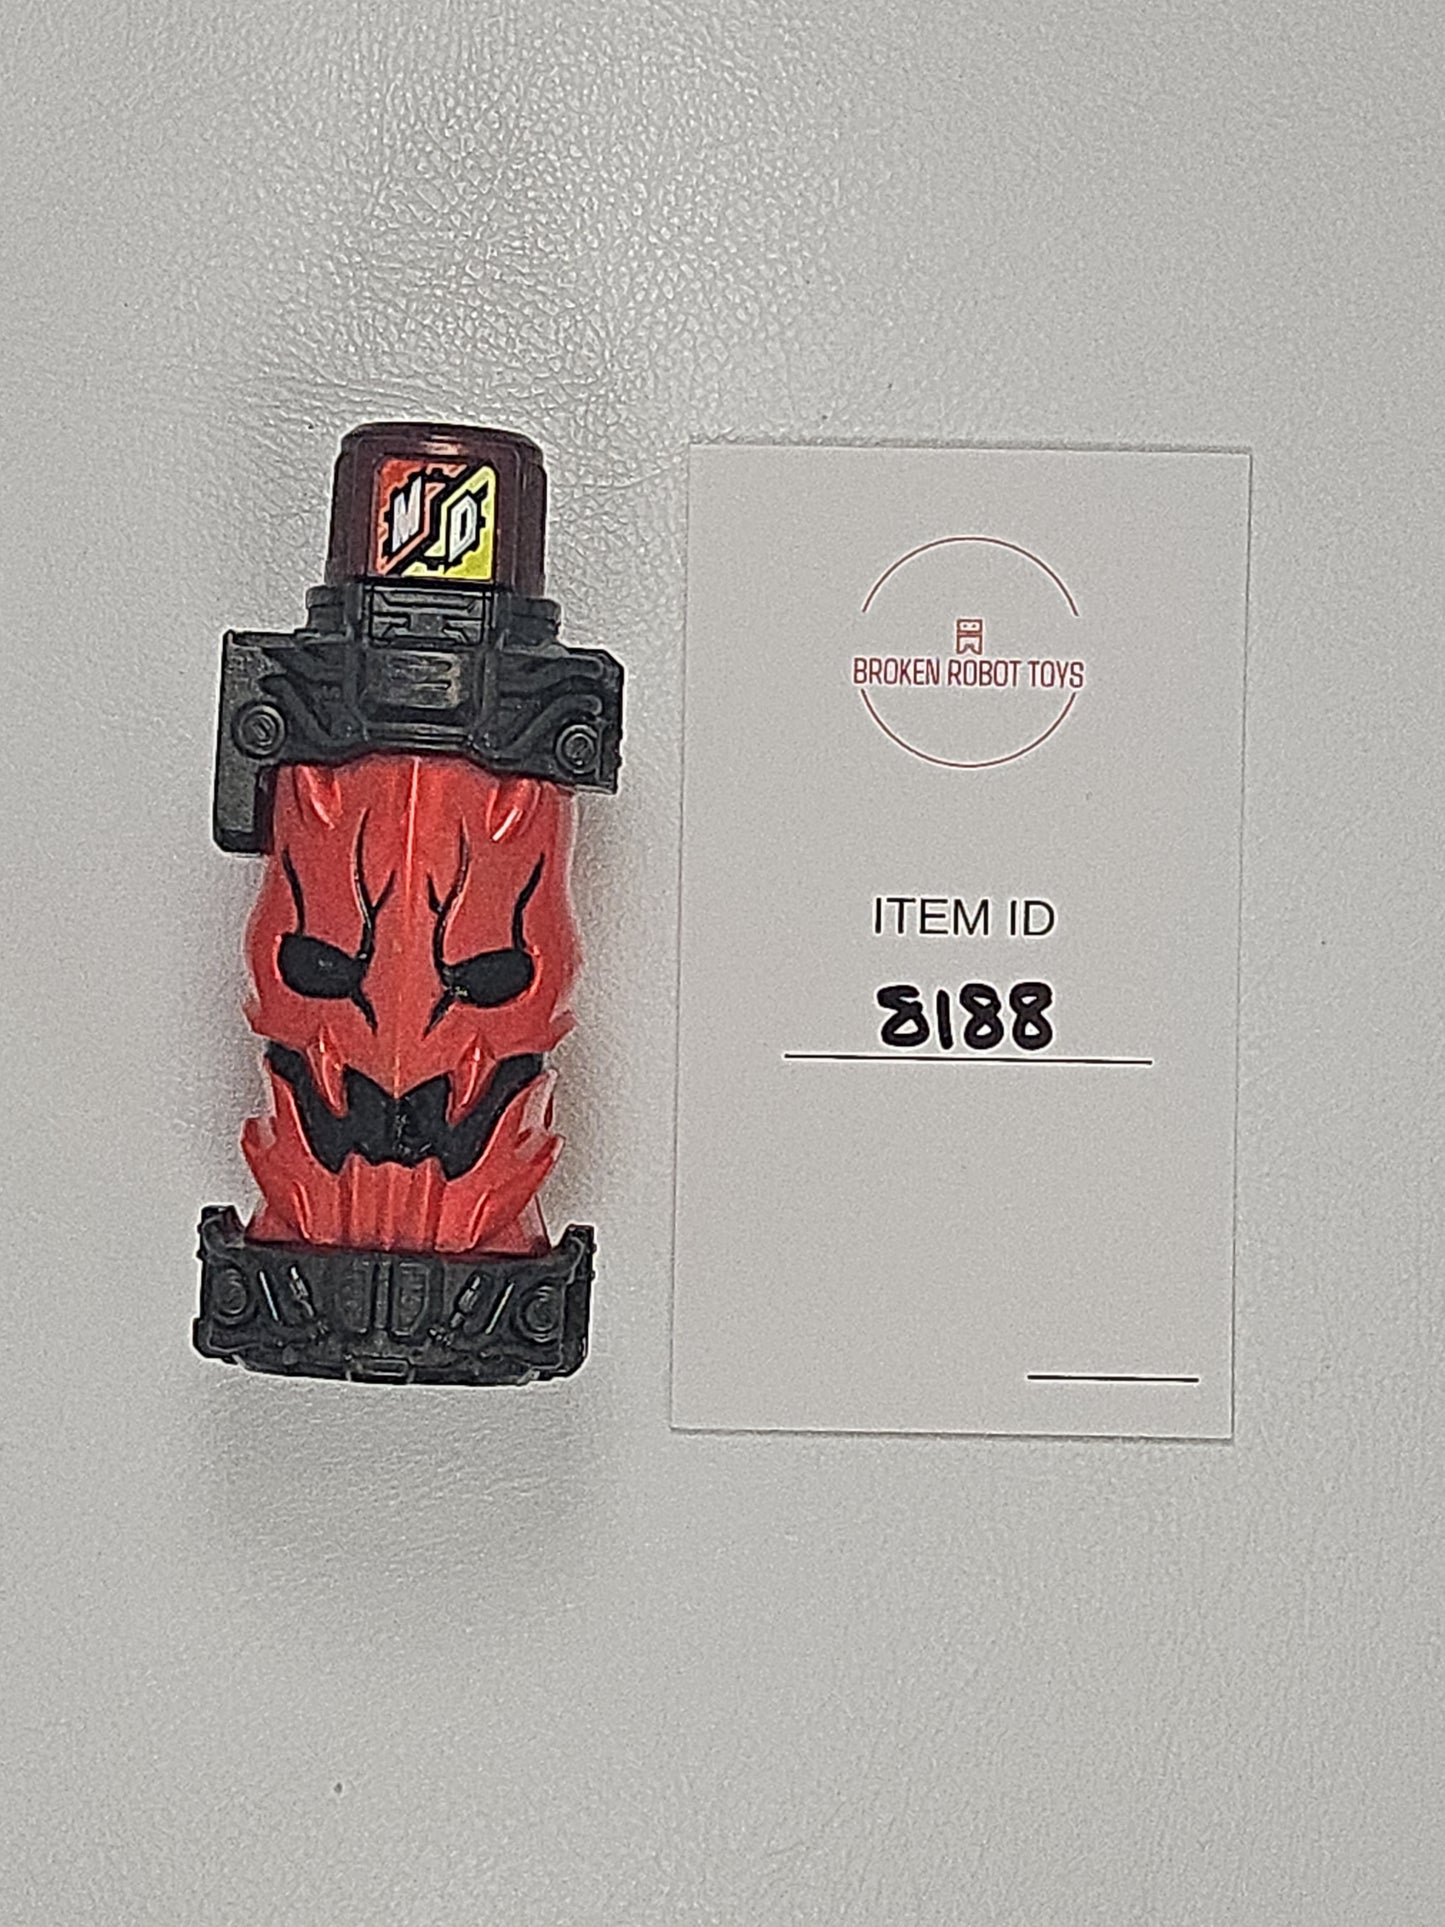 M D
BROKEN ROBOT TOYS
ITEM ID
8188